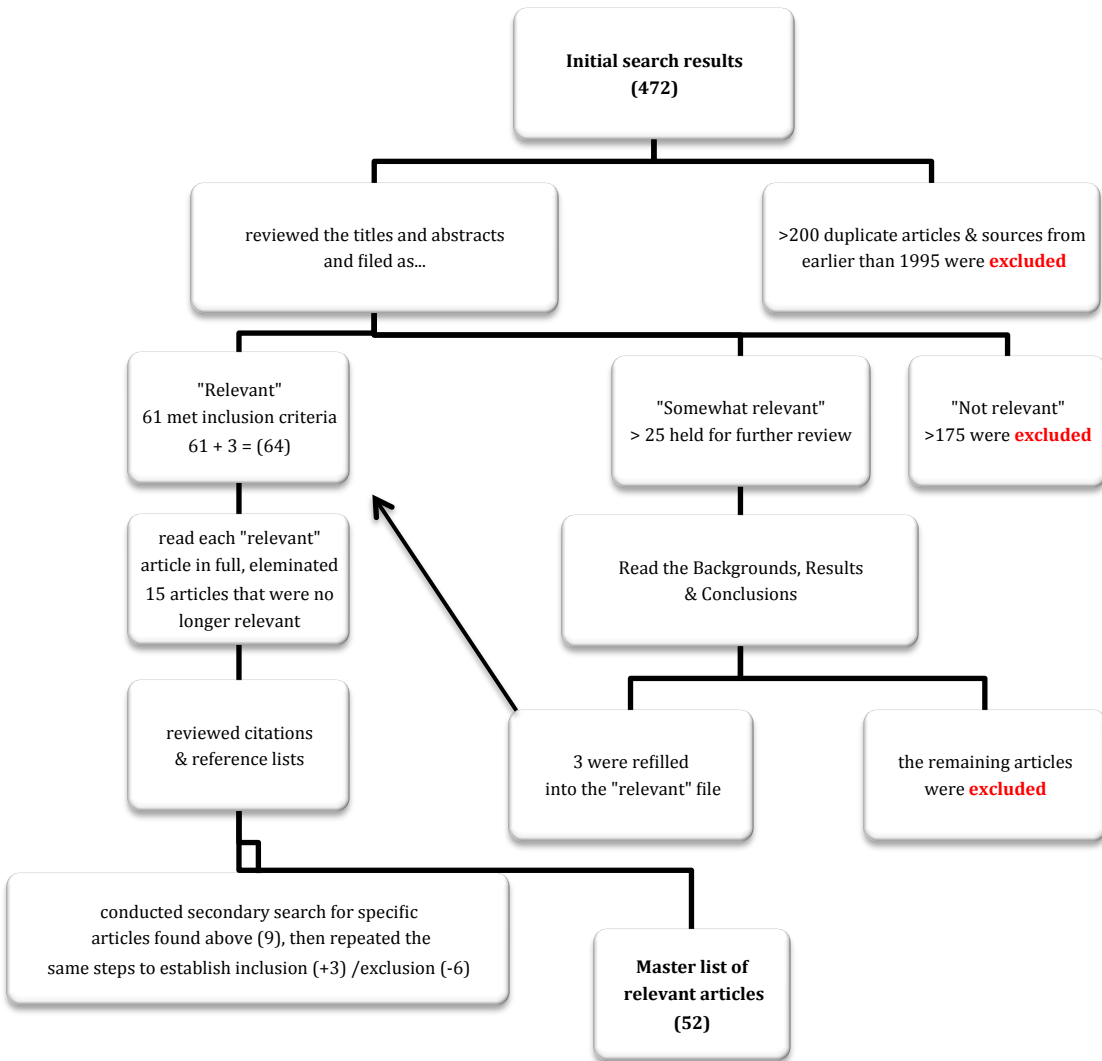 Initial search results
(472)
reviewed the titles and abstracts
and filed as...
>200 duplicate articles & sources from
earlier than 1995 were excluded
"Relevant"
61 met inclusion criteria
61 + 3 = (64)
"Somewhat relevant"
> 25 held for further review
"Not relevant"
>175 were excluded
read each "relevant"
article in full, eleminated
15 articles that were no
longer relevant
Read the Backgrounds, Results
& Conclusions
reviewed citations
& reference lists
3 were refilled
into the "relevant" file
the remaining articles
were excluded
conducted secondary search for specific
articles found above (9), then repeated the
same steps to establish inclusion (+3) /exclusion (-6)
Master list of
relevant articles
(52)